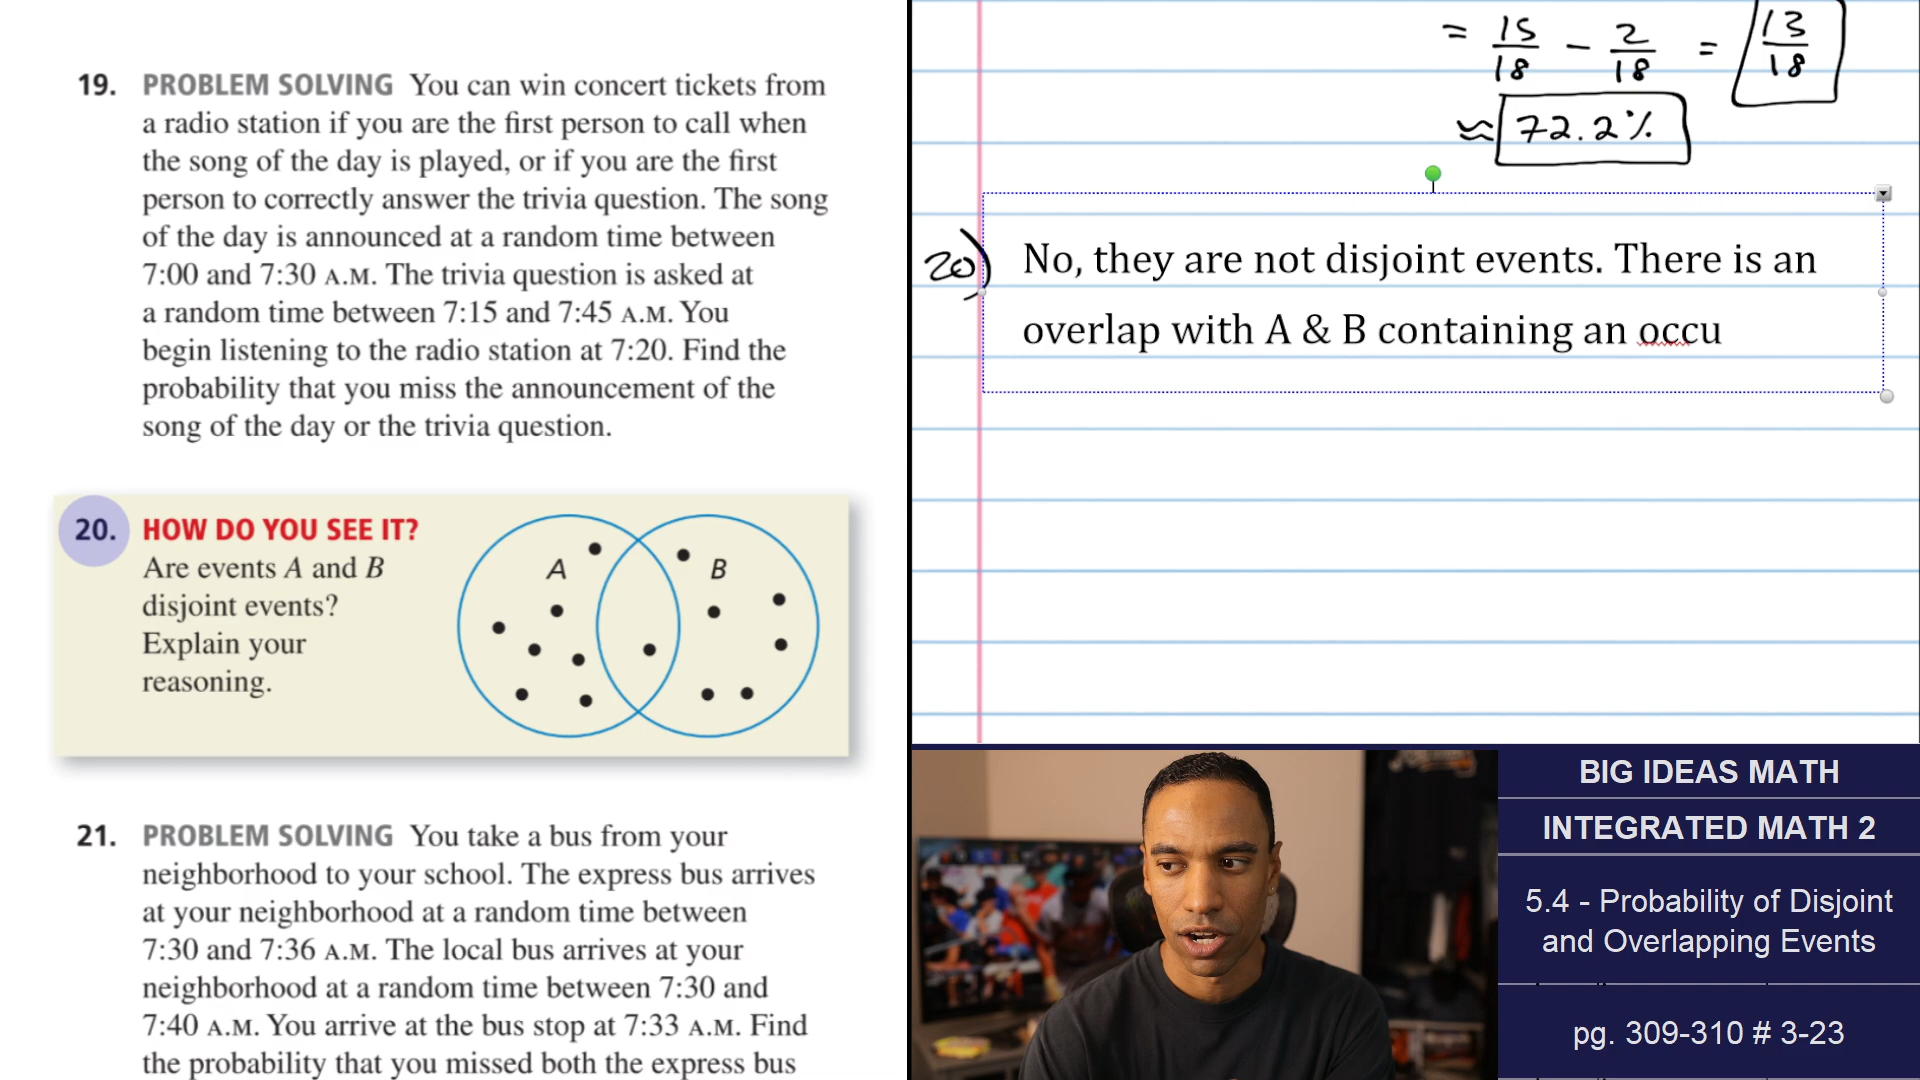 19. PROBLEM SOLVING You can win concert tickets from
a radio station if you are the first person to call when
the song of the day is played, or if you are the first
person to correctly answer the trivia question. The song
of the day is announced at a random time between
7:00 and 7:30 A.M. The trivia question is asked at
a random time between 7:15 and 7:45 A.M. You
begin listening to the radio station at 7:20. Find the
probability that you miss the announcement of the
song of the day or the trivia question.
20. HOW DO YOU SEE IT?
Are events A and B
disjoint events?
Explain your
reasoning.
A
B
21. PROBLEM SOLVING You take a bus from your
neighborhood to your school. The express bus arrives
at your neighborhood at a random time between
7:30 and 7:36 A.M. The local bus arrives at your
neighborhood at a random time between 7:30 and
7:40 A.M. You arrive at the bus stop at 7:33 A.M. Find
the probability that you missed both the express bus
= 15/18 - 2/18 = 13/18
≈ 72.2%
20) No, they are not disjoint events. There is an
overlap with A & B containing an occu
BIG IDEAS MATH
INTEGRATED MATH 2
5.4 - Probability of Disjoint
and Overlapping Events
pg. 309-310 # 3-23